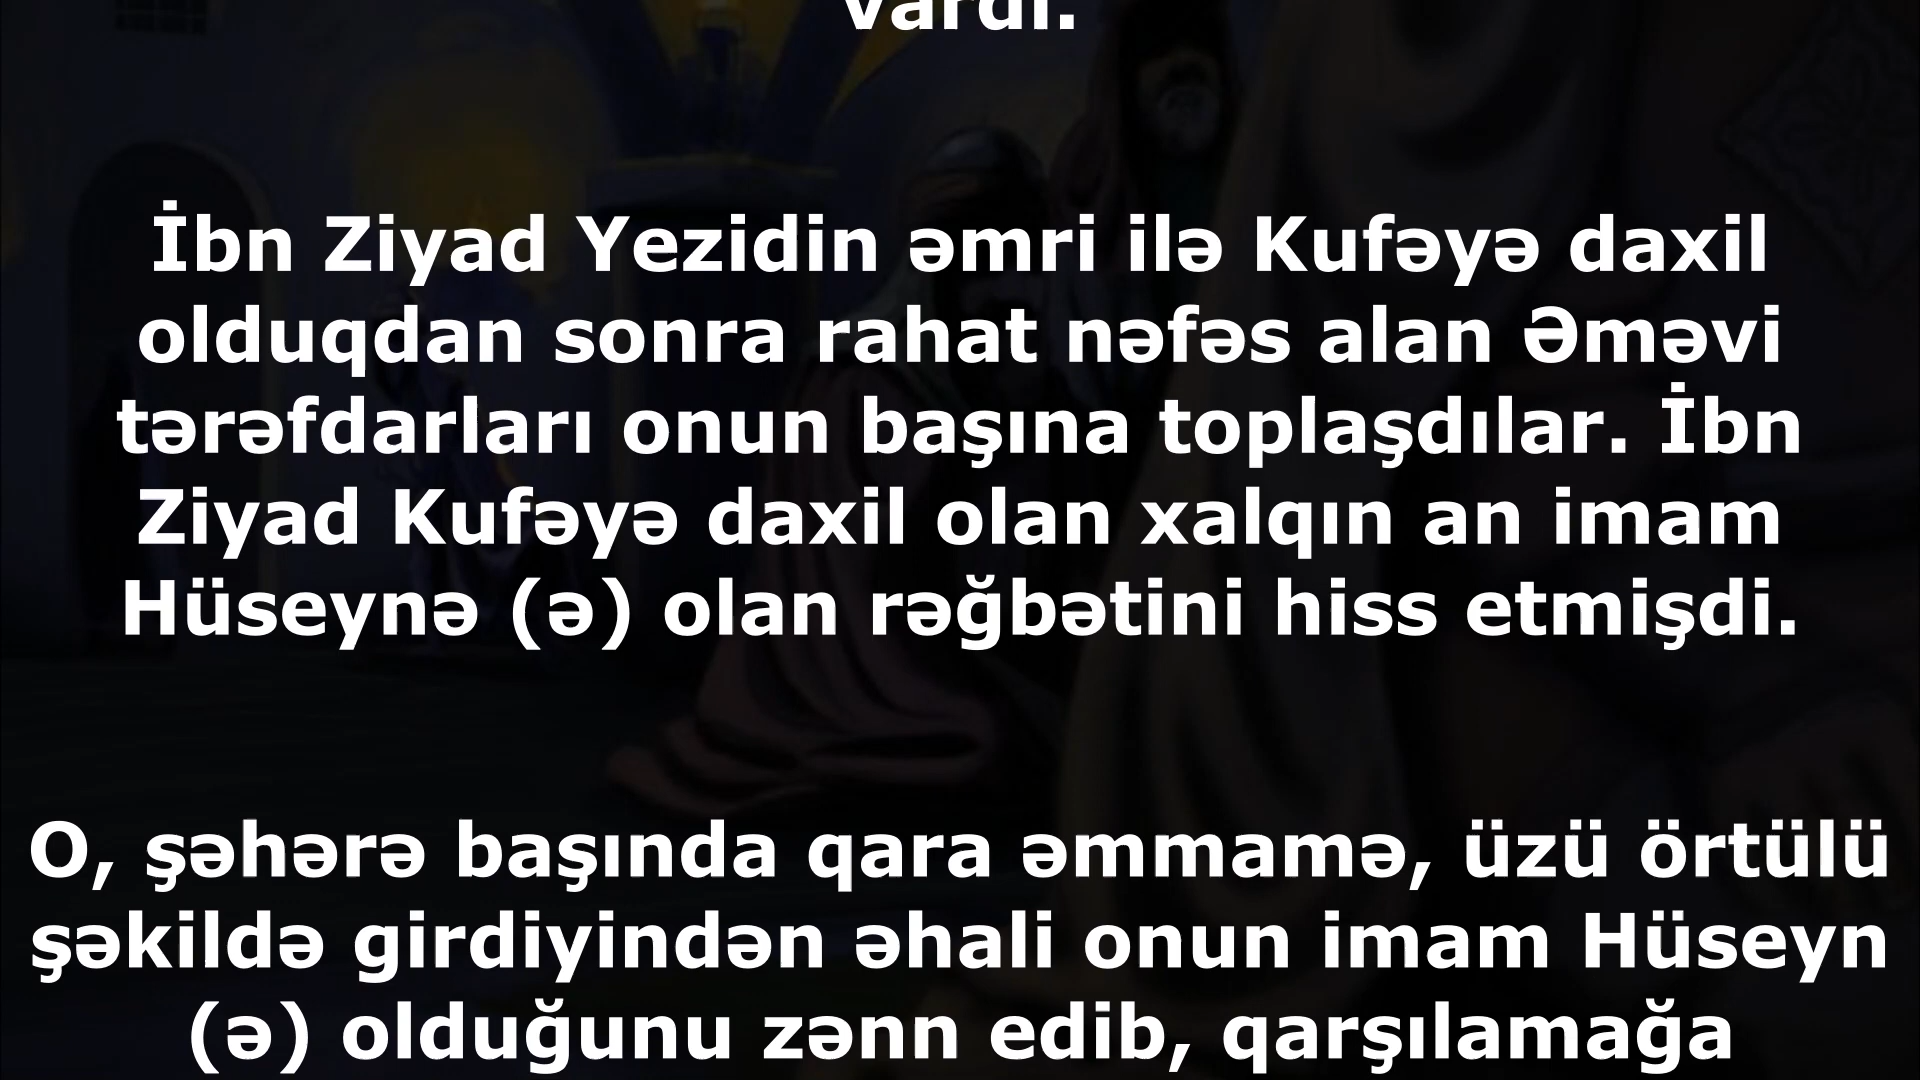 vardı.
İbn Ziyad Yezidin əmri ilə Kufəyə daxil
olduqdan sonra rahat nəfəs alan Əməvi
tərəfdarları onun başına toplaşdılar. İbn
Ziyad Kufəyə daxil olan xalqın an imam
Hüseynə (ə) olan rəğbətini hiss etmişdi.
O, şəhərə başında qara əmmamə, üzü örtülü
şəkildə girdiyindən əhali onun imam Hüseyn
(ə) olduğunu zənn edib, qarşılamağa